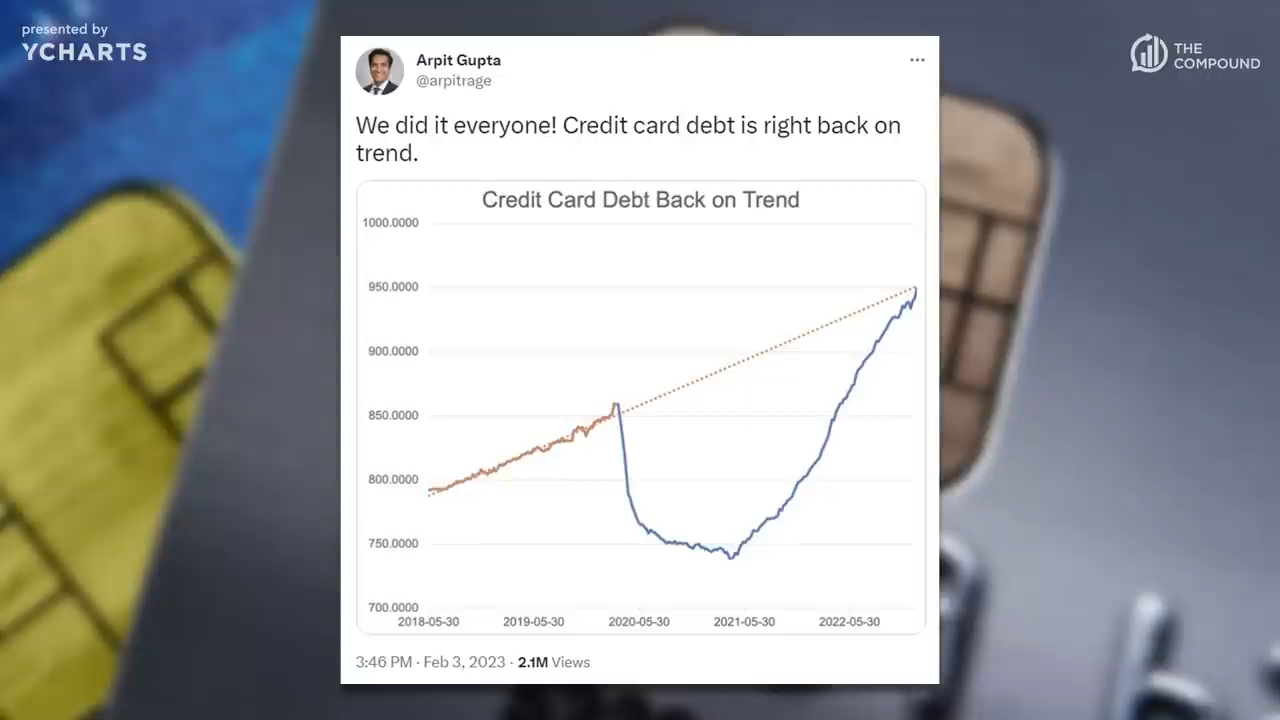 presented by
YCHARTS
THE
COMPOUND
Arpit Gupta
@arpitrage
We did it everyone! Credit card debt is right back on
trend.
Credit Card Debt Back on Trend
1000.0000
950.0000
900.0000
850.0000
800.0000
750.0000
700.0000
2018-05-30 2019-05-30 2020-05-30 2021-05-30 2022-05-30
3:46 PM · Feb 3, 2023 · 2.1M Views